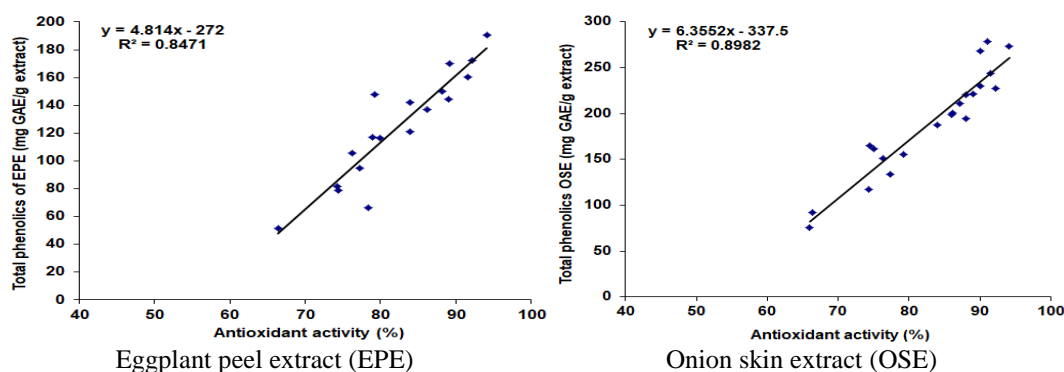 y = 4.814x - 272
R² = 0.8471
Total phenolics of EPE (mg GAE/g extract)
200
180
160
140
120
100
80
60
40
20
0
40 50 60 70 80 90 100
Antioxidant activity (%)
Eggplant peel extract (EPE)
y = 6.3552x - 337.5
R² = 0.8982
Total phenolics OSE (mg GAE/g extract)
300
250
200
150
100
50
0
40 50 60 70 80 90 100
Antioxidant activity (%)
Onion skin extract (OSE)